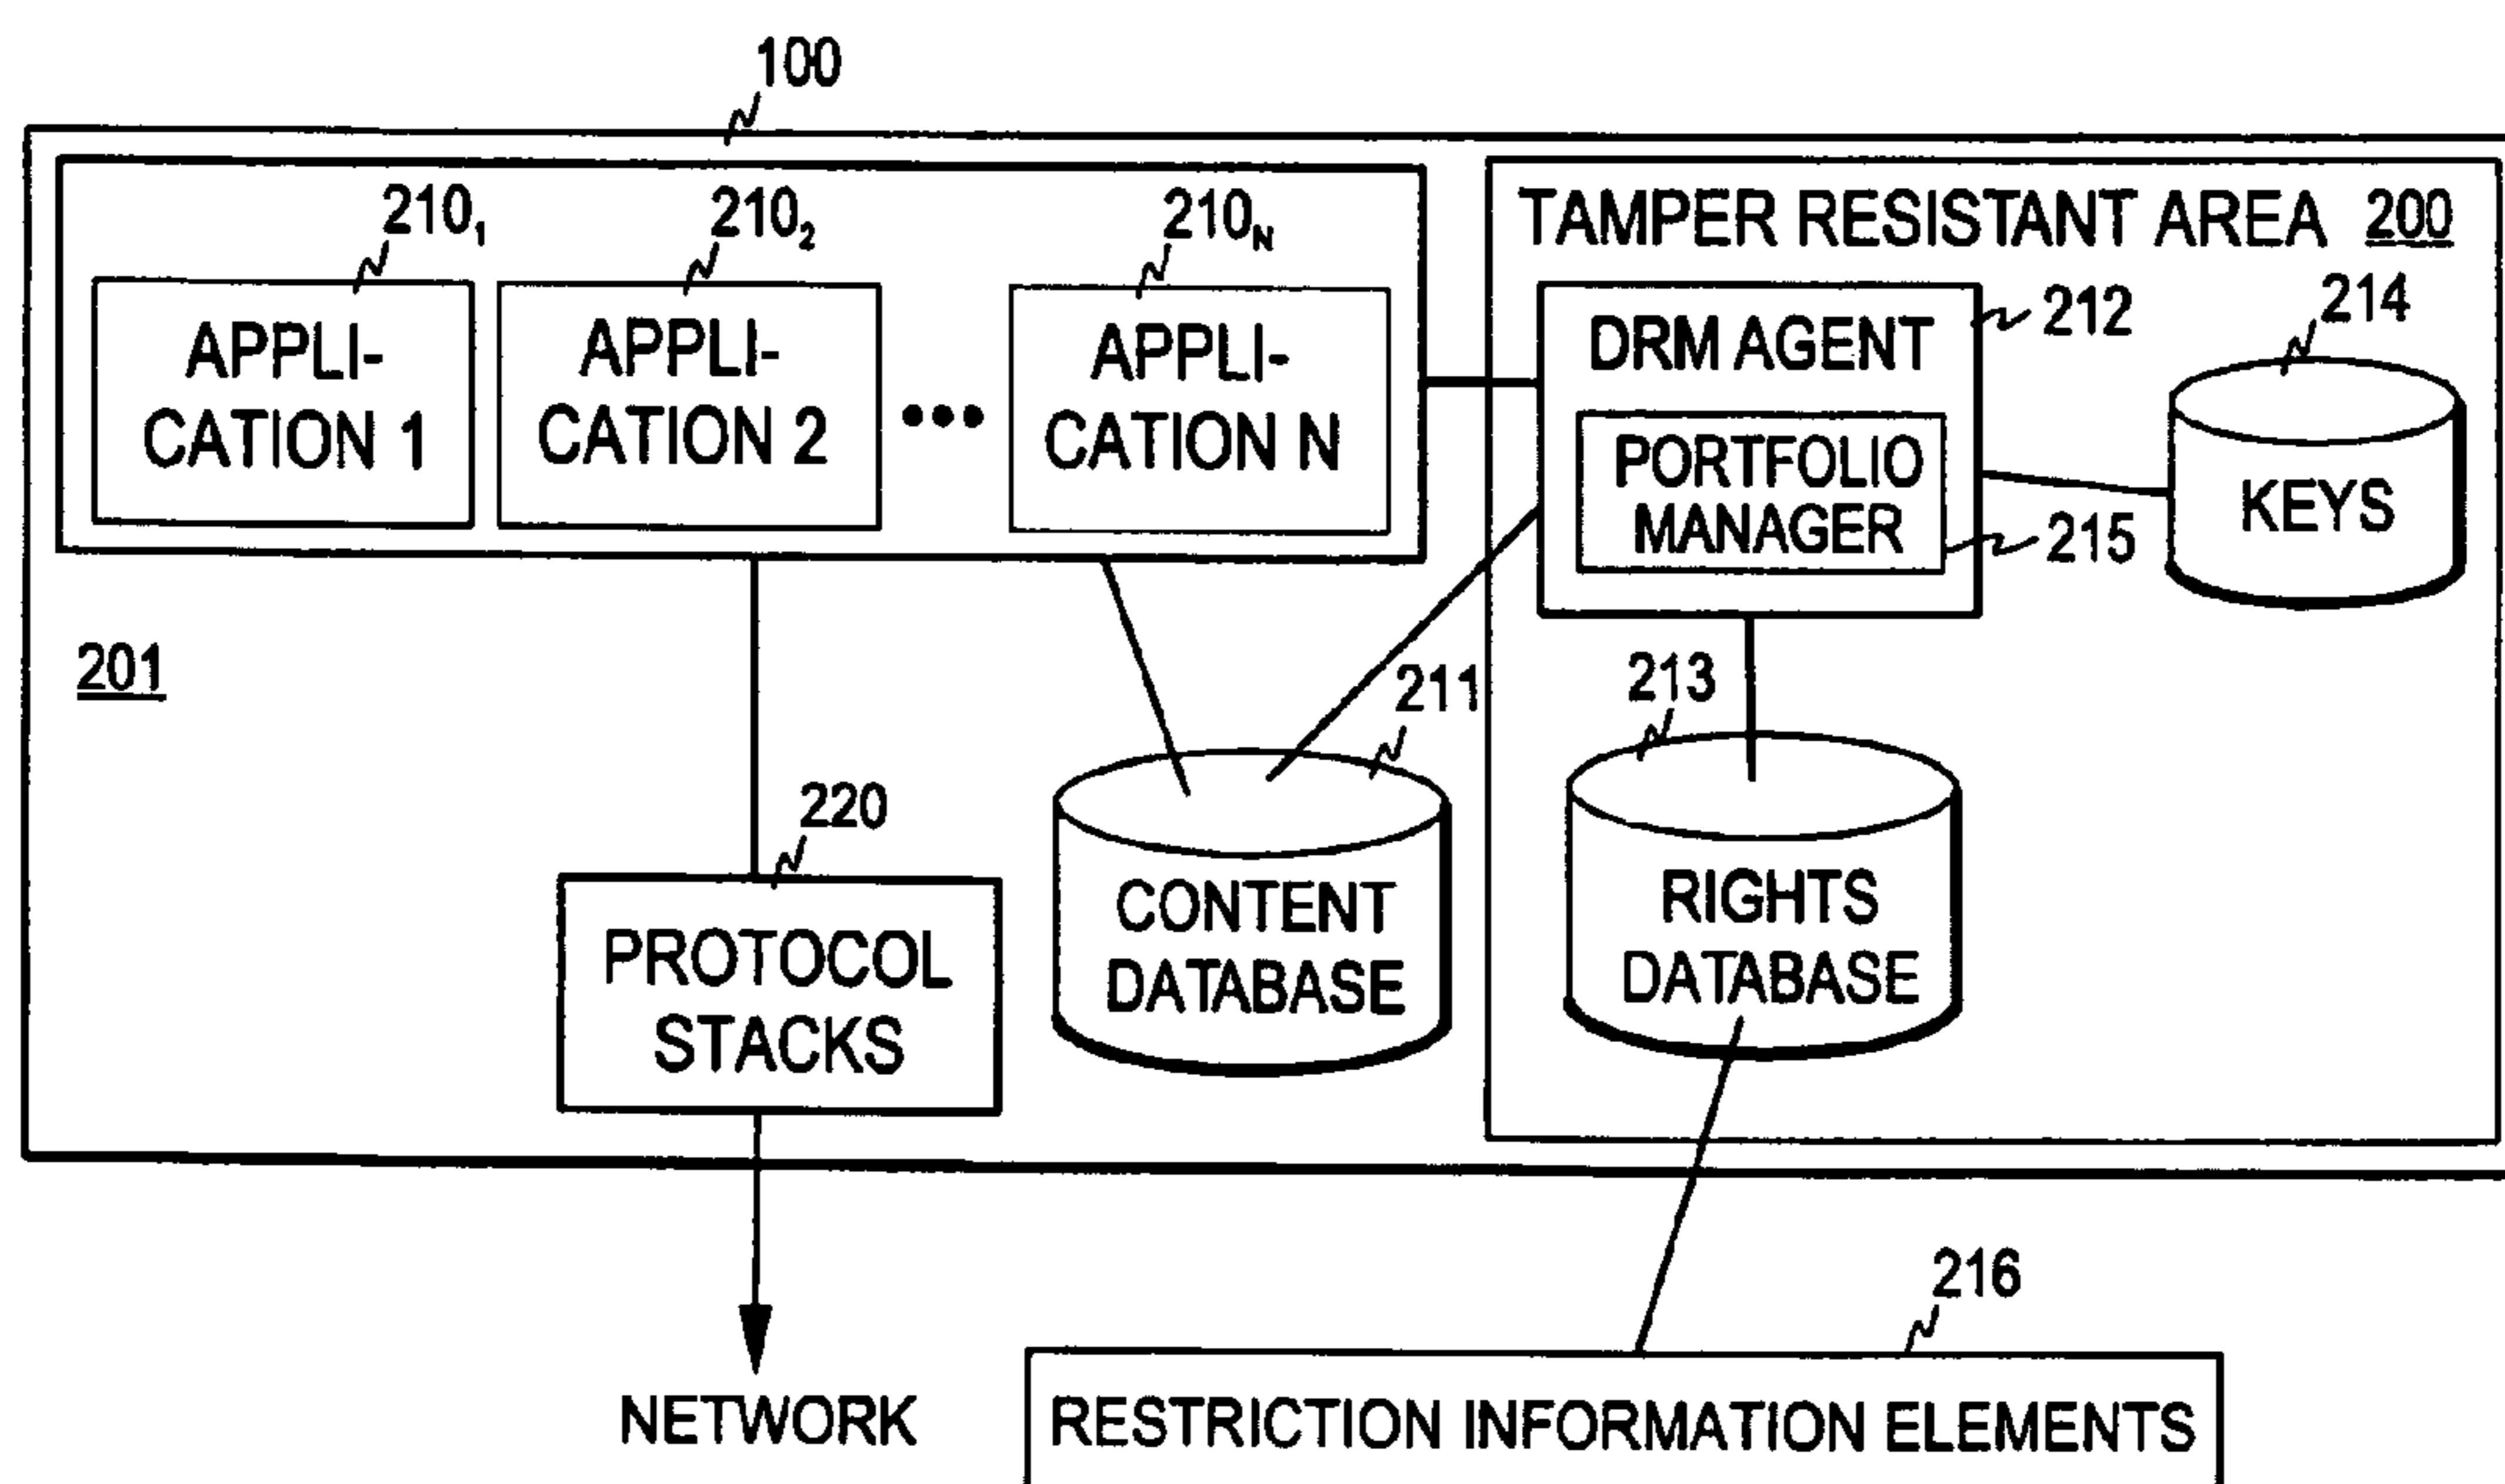 100
210₁
210₂
210ₙ
TAMPER RESISTANT AREA 200
APPLI-
CATION 1
APPLI-
CATION 2
•••
APPLI-
CATION N
DRM AGENT
212
214
PORTFOLIO
MANAGER
215
KEYS
201
211
213
220
PROTOCOL
STACKS
CONTENT
DATABASE
RIGHTS
DATABASE
216
NETWORK
RESTRICTION INFORMATION ELEMENTS